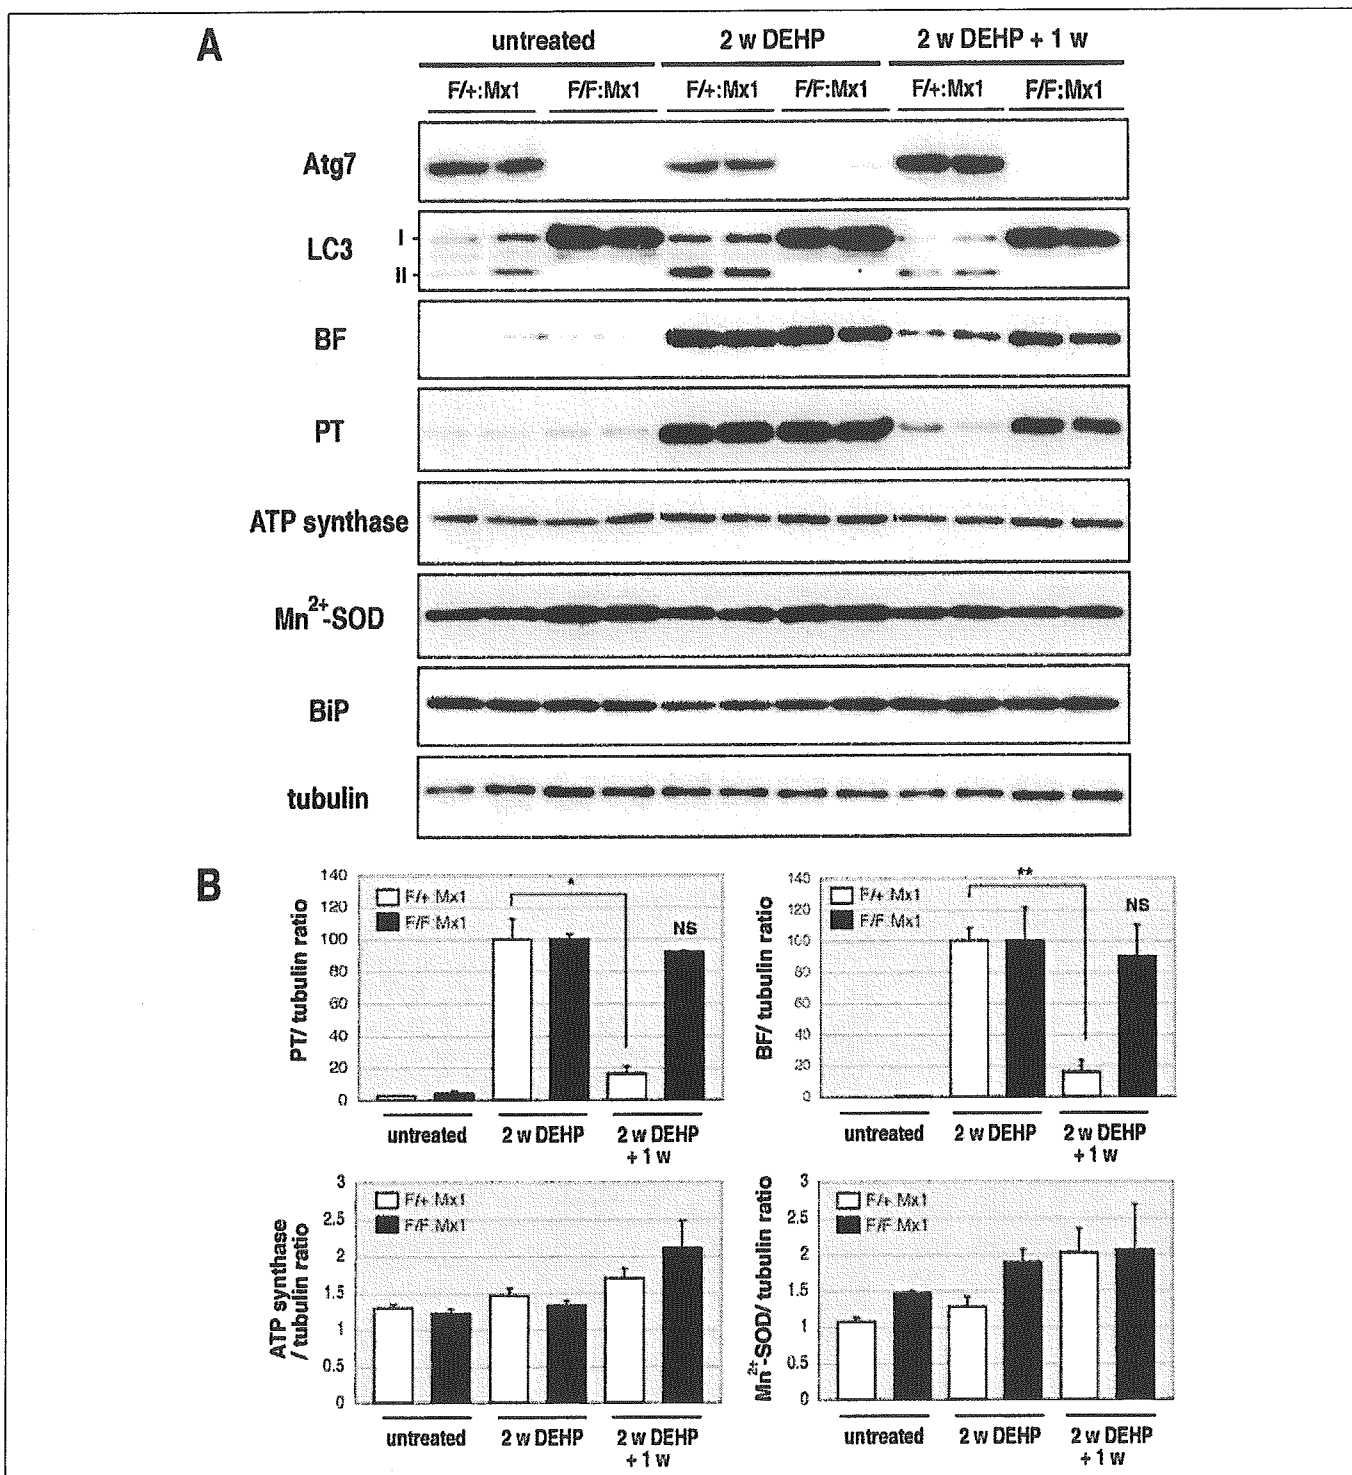 A
untreated 2 w DEHP 2 w DEHP + 1 w
F/+:Mx1 F/F:Mx1 F/+:Mx1 F/F:Mx1 F/+:Mx1 F/F:Mx1
Atg7
LC3 I
II
BF
PT
ATP synthase
Mn2+-SOD
BiP
tubulin
B
PT/ tubulin ratio
140
120
100
80
60
40
20
0
F/+ Mx1
F/F Mx1
*
NS
untreated 2 w DEHP 2 w DEHP
+ 1 w
BF/ tubulin ratio
140
120
100
80
60
40
20
0
F/+ Mx1
F/F Mx1
**
NS
untreated 2 w DEHP 2 w DEHP
+ 1 w
ATP synthase
/ tubulin ratio
3
2.5
2
1.5
1
0.5
0
F/+ Mx1
F/F Mx1
untreated 2 w DEHP 2 w DEHP
+ 1 w
Mn2+-SOD/ tubulin ratio
3
2.5
2
1.5
1
0.5
0
F/+ Mx1
F/F Mx1
untreated 2 w DEHP 2 w DEHP
+ 1 w